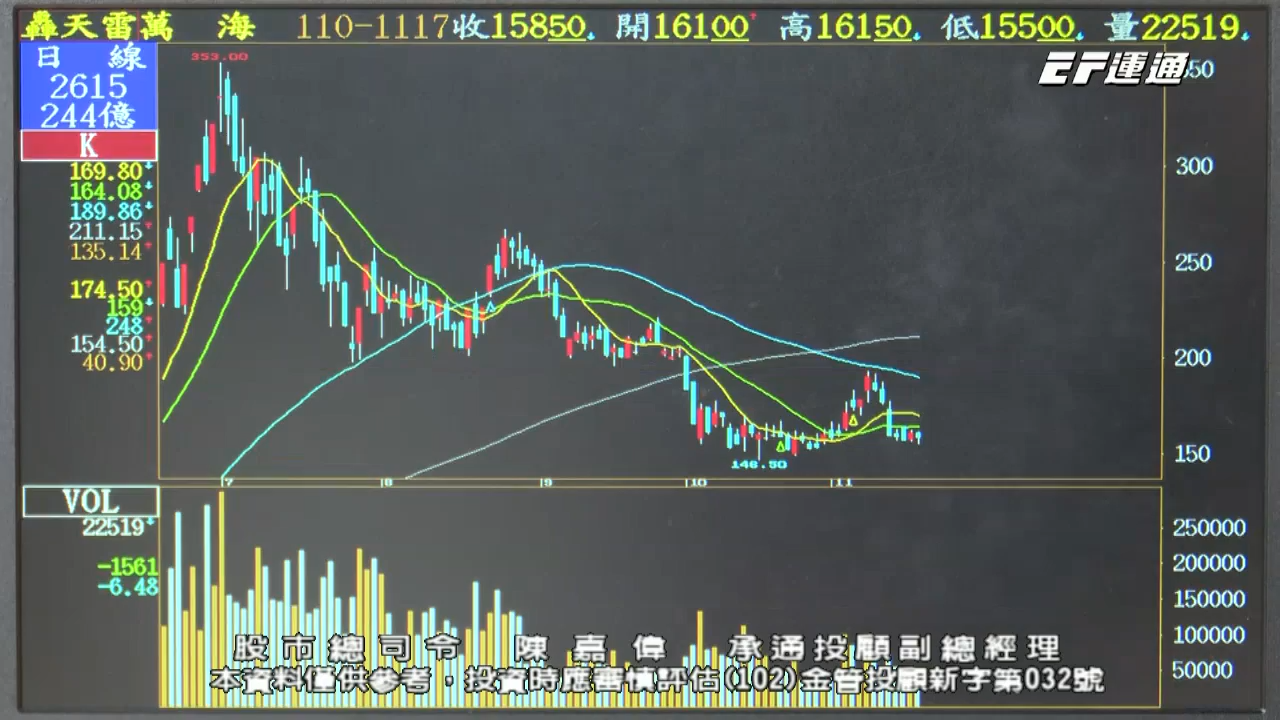 轟天雷萬 海 110-1117收15850↓ 開16100↑ 高16150↓ 低15500↓ 量22519↓
EF運通
日 線
2615
244億
K
353.00
350
169.80↓
164.08↓
189.86↓
211.15↑
135.14↑
300
250
174.50↑
159↓
248↑
154.50↑
40.90↑
200
150
146.50
7 8 9 10 11
VOL
22519↓
-1561
-6.48
250000
200000
150000
100000
50000
股市總司令 陳嘉偉 承通投顧副總經理
本資料僅供參考，投資時應審慎評估(102)金管投顧新字第032號